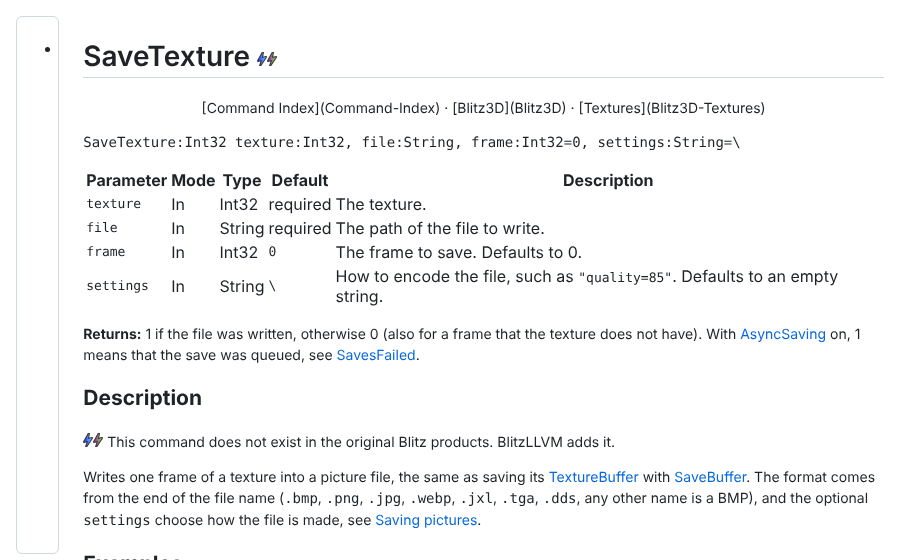 SaveTexture
[Command Index](Command-Index) · [Blitz3D](Blitz3D) · [Textures](Blitz3D-Textures)
SaveTexture:Int32 texture:Int32, file:String, frame:Int32=0, settings:String=\
Parameter Mode Type Default Description
texture In Int32 required The texture.
file In String required The path of the file to write.
frame In Int32 0 The frame to save. Defaults to 0.
settings In String \ How to encode the file, such as "quality=85". Defaults to an empty
string.
Returns: 1 if the file was written, otherwise 0 (also for a frame that the texture does not have). With AsyncSaving on, 1
means that the save was queued, see SavesFailed.
Description
This command does not exist in the original Blitz products. BlitzLLVM adds it.
Writes one frame of a texture into a picture file, the same as saving its TextureBuffer with SaveBuffer. The format comes
from the end of the file name (.bmp, .png, .jpg, .webp, .jxl, .tga, .dds, any other name is a BMP), and the optional
settings choose how the file is made, see Saving pictures.